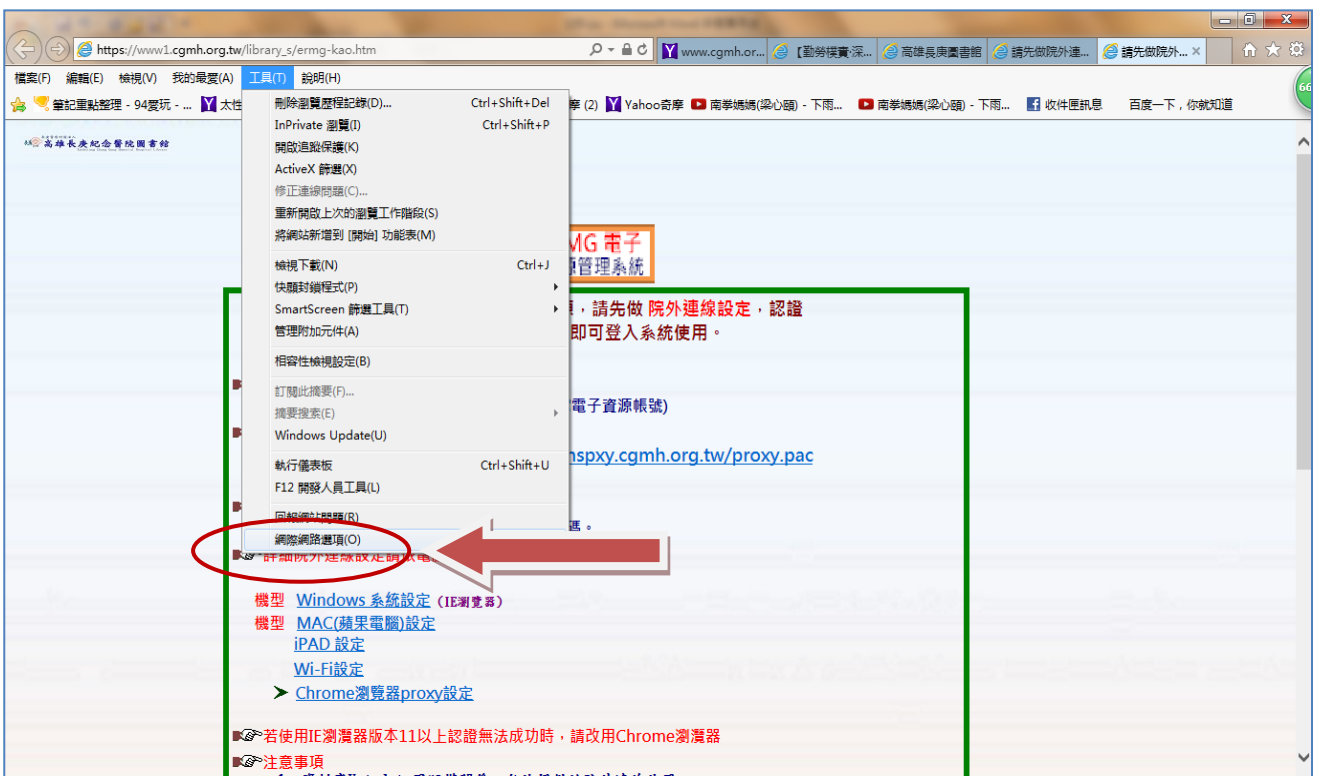 https://www1.cgmh.org.tw/library_s/ermg-kao.htm
www.cgmh.or...
【勤勞樸實·深...
高雄長庚圖書館
請先做院外連...
請先做院外... ×
檔案(F) 編輯(E) 檢視(V) 我的最愛(A) 工具(T) 說明(H)
筆記重點整理 - 94愛玩 - ...
太性
摩 (2)
Yahoo奇摩
南拳媽媽(梁心頤) - 下雨...
南拳媽媽(梁心頤) - 下雨...
收件匣訊息
百度一下，你就知道
66
高雄長庚紀念醫院圖書館
刪除瀏覽歷程記錄(D)... Ctrl+Shift+Del
InPrivate 瀏覽(I) Ctrl+Shift+P
開啟追蹤保護(K)
ActiveX 篩選(X)
修正連線問題(C)...
重新開啟上次的瀏覽工作階段(S)
將網站新增到 [開始] 功能表(M)
檢視下載(N) Ctrl+J
快顯封鎖程式(P)
SmartScreen 篩選工具(T)
管理附加元件(A)
相容性檢視設定(B)
訂閱此摘要(F)...
摘要搜索(E)
Windows Update(U)
執行儀表板 Ctrl+Shift+U
F12 開發人員工具(L)
回報網站問題(R)
網際網路選項(O)
MG 電子
源管理系統
，請先做 院外連線設定，認證
即可登入系統使用。
電子資源帳號)
nspxy.cgmh.org.tw/proxy.pac
碼。
詳細院外連線設定請
機型 Windows 系統設定 (IE瀏覽器)
機型 MAC(蘋果電腦)設定
iPAD 設定
Wi-Fi設定
Chrome瀏覽器proxy設定
若使用IE瀏灠器版本11以上認證無法成功時，請改用Chrome瀏灠器
注意事項